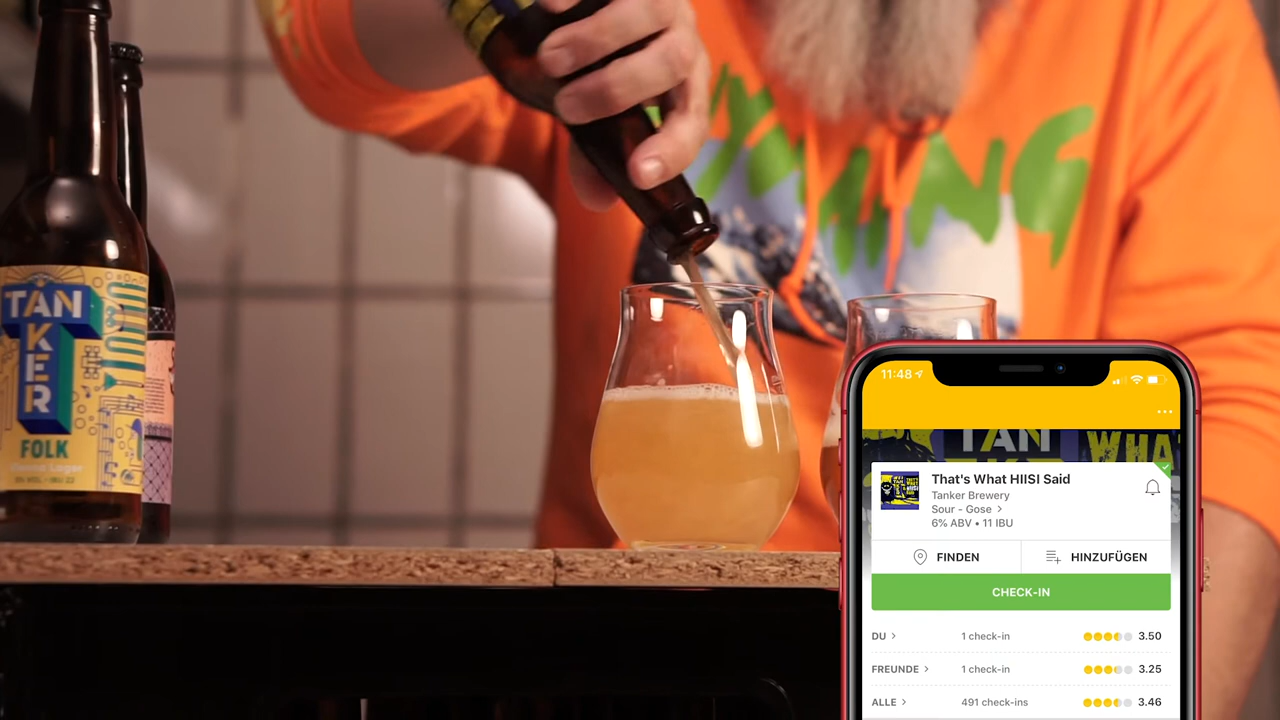 TAN
K
E
R
FOLK
11:48
TAN
WHA
That's What HIISI Said
Tanker Brewery
Sour - Gose >
6% ABV • 11 IBU
FINDEN
HINZUFÜGEN
CHECK-IN
DU > 1 check-in 3.50
FREUNDE > 1 check-in 3.25
ALLE > 491 check-ins 3.46